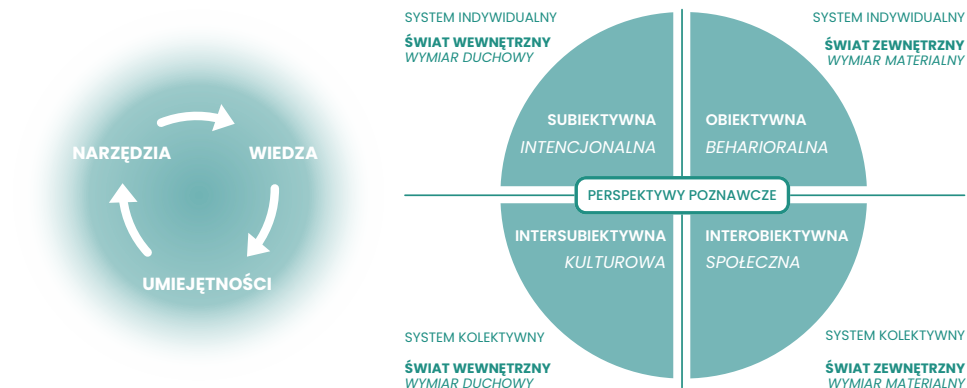 NARZĘDZIA
WIEDZA
UMIEJĘTNOŚCI
SYSTEM INDYWIDUALNY
ŚWIAT WEWNĘTRZNY
WYMIAR DUCHOWY
SYSTEM INDYWIDUALNY
ŚWIAT ZEWNĘTRZNY
WYMIAR MATERIALNY
SUBIEKTYWNA
INTENCJONALNA
OBIEKTYWNA
BEHARIORALNA
PERSPEKTYWY POZNAWCZE
INTERSUBIEKTYWNA
KULTUROWA
INTEROBIEKTYWNA
SPOŁECZNA
SYSTEM KOLEKTYWNY
ŚWIAT WEWNĘTRZNY
WYMIAR DUCHOWY
SYSTEM KOLEKTYWNY
ŚWIAT ZEWNĘTRZNY
WYMIAR MATERIALNY